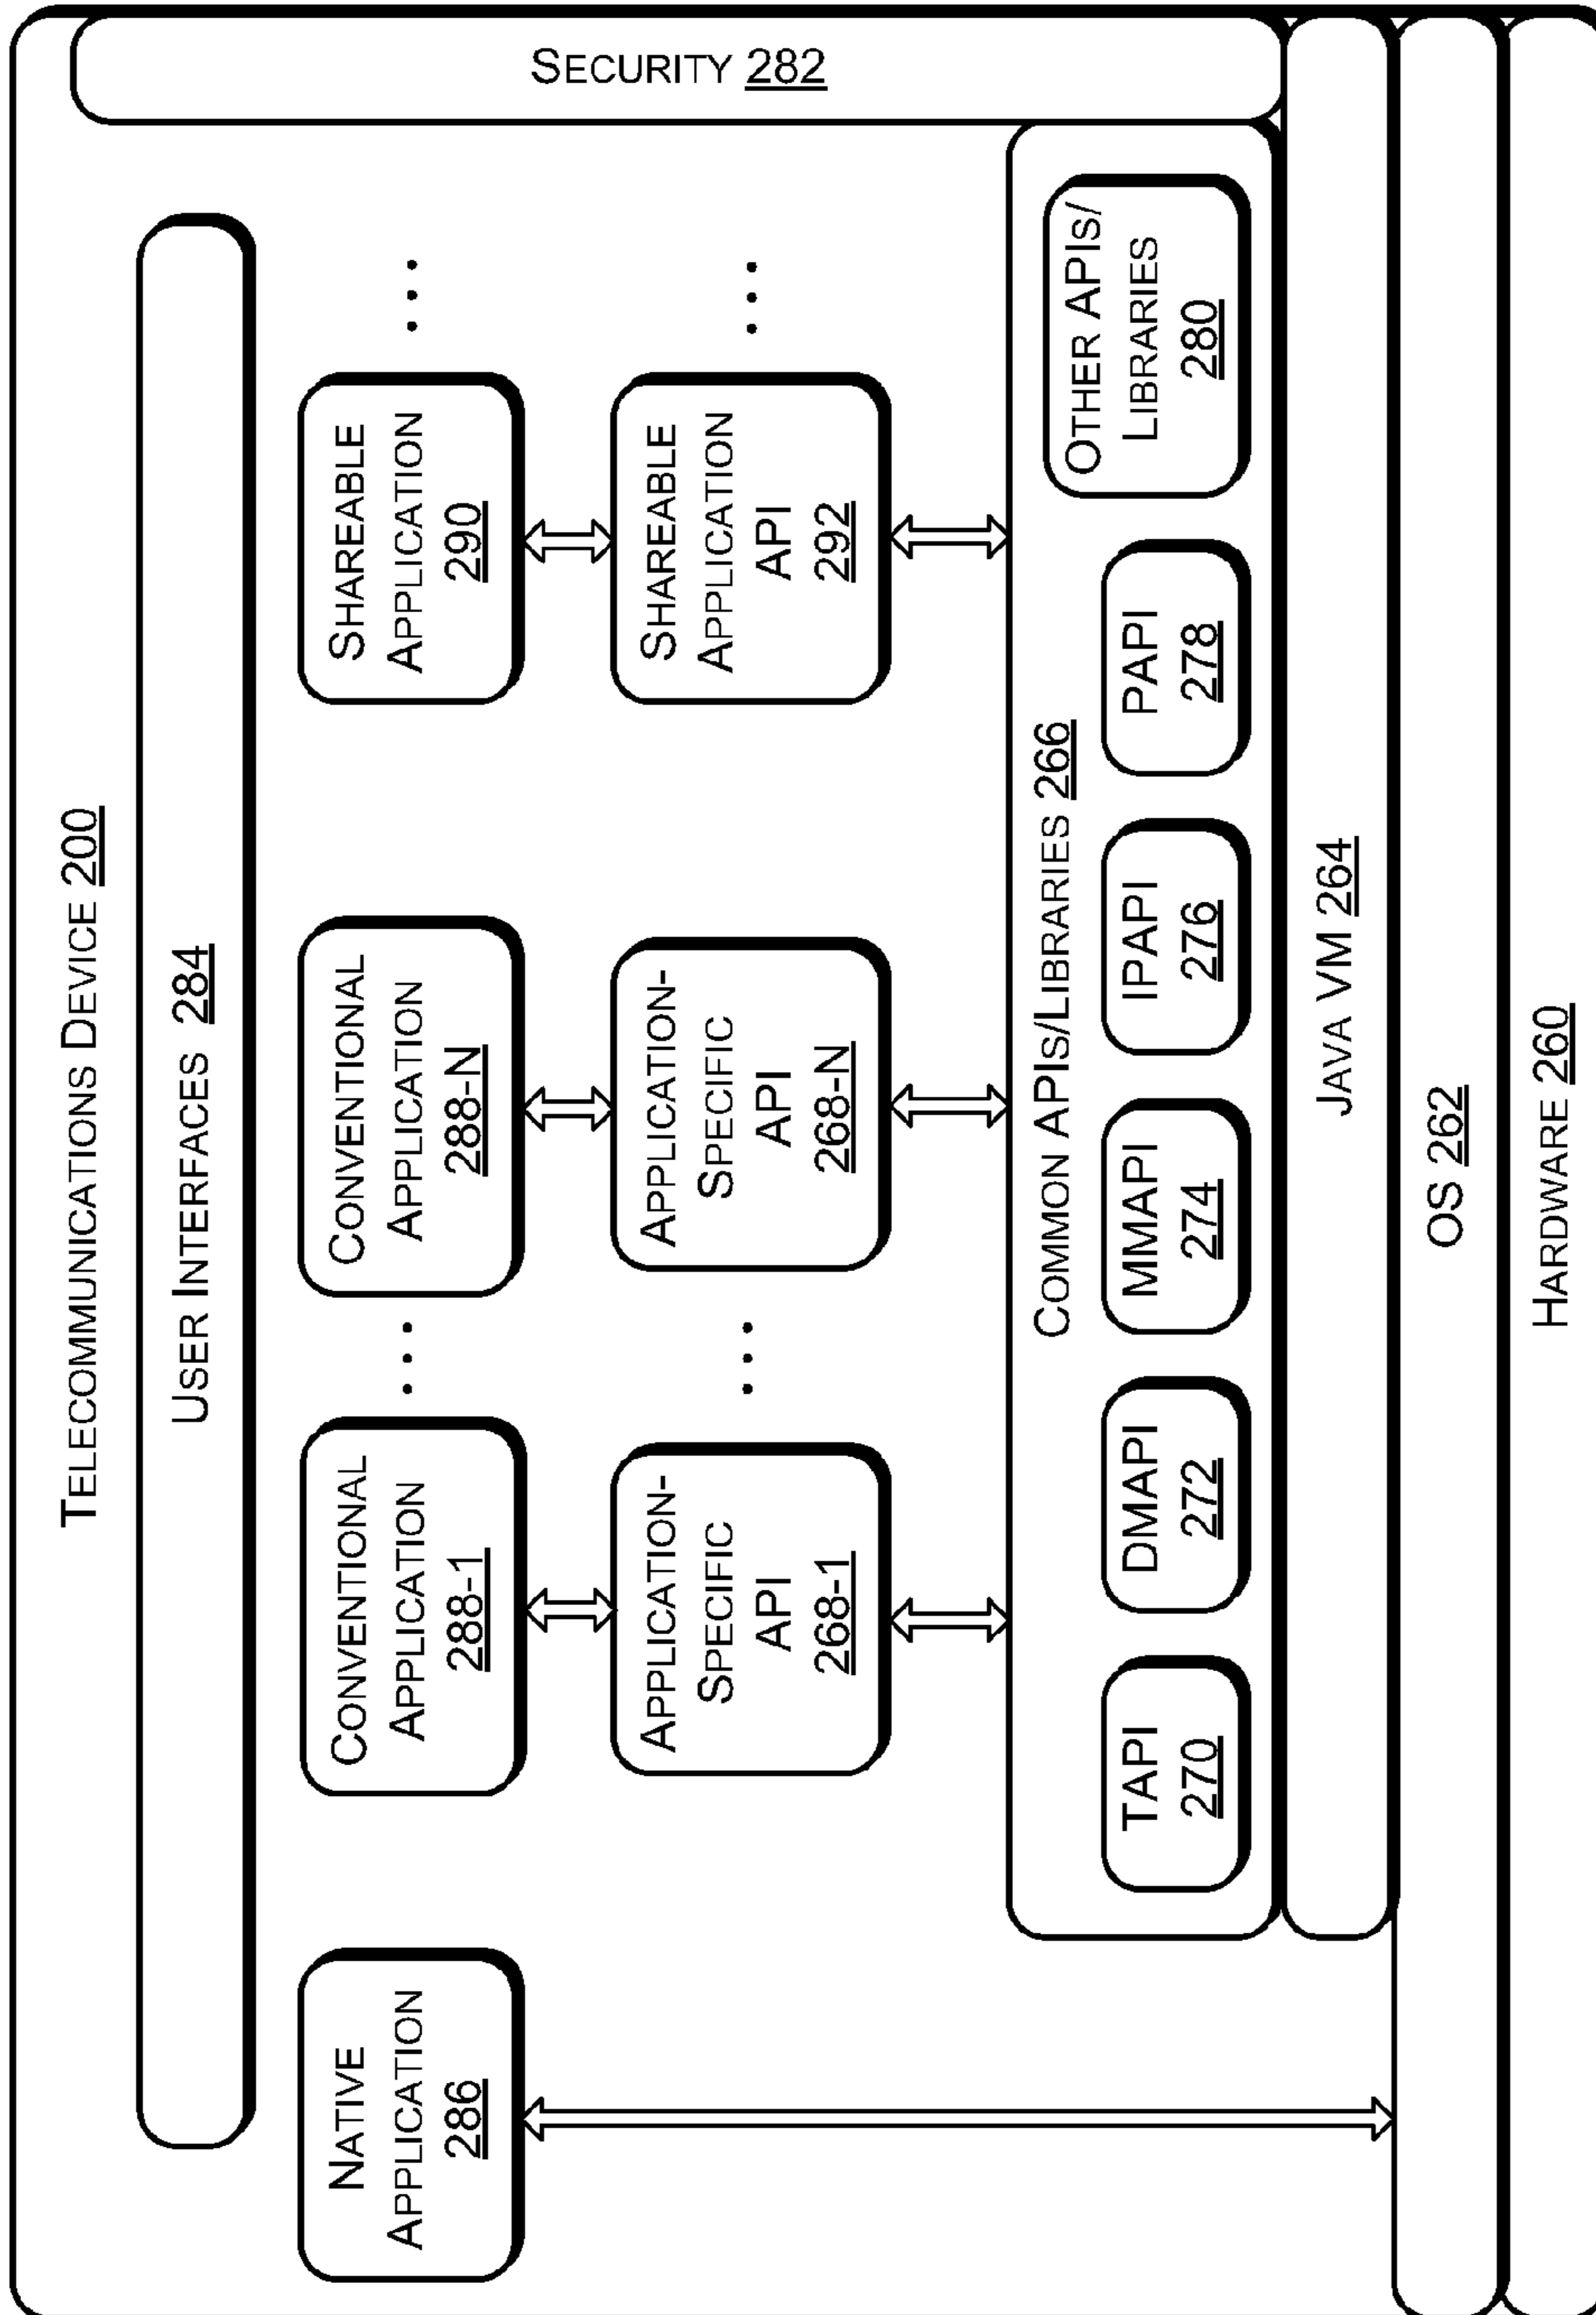 TELECOMMUNICATIONS DEVICE 200
USER INTERFACES 284
NATIVE
APPLICATION
286
CONVENTIONAL
APPLICATION
288-1
...
CONVENTIONAL
APPLICATION
288-N
SHAREABLE
APPLICATION
290
...
APPLICATION-
SPECIFIC
API
268-1
...
APPLICATION-
SPECIFIC
API
268-N
SHAREABLE
APPLICATION
API
292
...
SECURITY 282
COMMON APIS/LIBRARIES 266
TAPI
270
DMAPI
272
MMAPI
274
IPAPI
276
PAPI
278
OTHER APIS/
LIBRARIES
280
JAVA VM 264
OS 262
HARDWARE 260